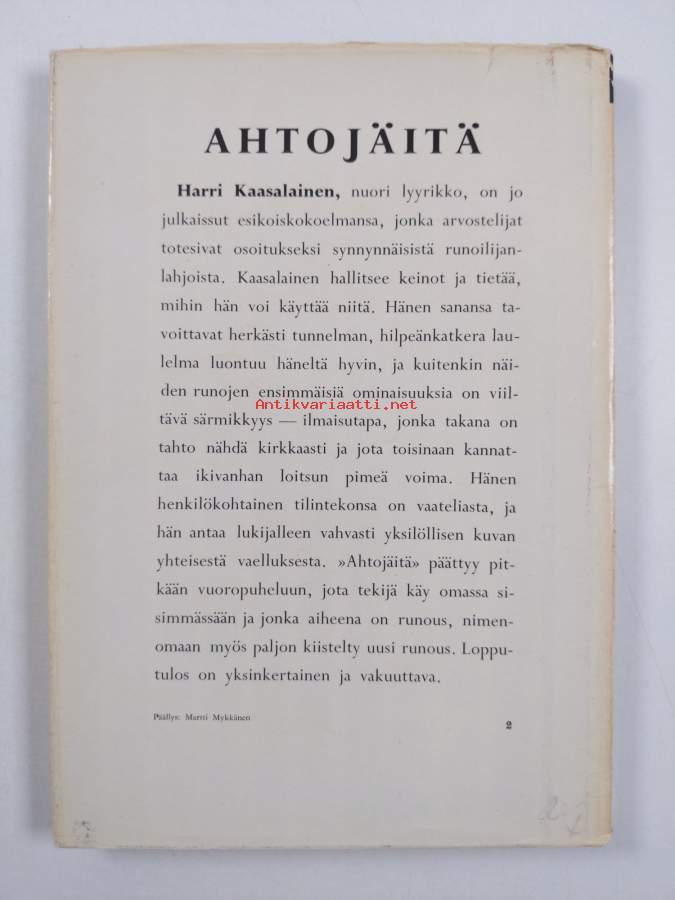 AHTOJÄITÄ
Harri Kaasalainen, nuori lyyrikko, on jo
julkaissut esikoiskokoelmansa, jonka arvostelijat
totesivat osoitukseksi synnynnäisistä runoilijan-
lahjoista. Kaasalainen hallitsee keinot ja tietää,
mihin hän voi käyttää niitä. Hänen sanansa ta-
voittavat herkästi tunnelman, hilpeänkatkera lau-
lelma luontuu häneltä hyvin, ja kuitenkin näi-
den runojen ensimmäisiä ominaisuuksia on viil-
Antikvariaatti.net
tävä särmikkyys — ilmaisutapa, jonka takana on
tahto nähdä kirkkaasti ja jota toisinaan kannat-
taa ikivanhan loitsun pimeä voima. Hänen
henkilökohtainen tilintekonsa on vaateliasta, ja
hän antaa lukijalleen vahvasti yksilöllisen kuvan
yhteisestä vaelluksesta. »Ahtojäitä» päättyy pit-
kään vuoropuheluun, jota tekijä käy omassa si-
simmässään ja jonka aiheena on runous, nimen-
omaan myös paljon kiistelty uusi runous. Loppu-
tulos on yksinkertainen ja vakuuttava.
Päällys: Martti Mykkänen
2